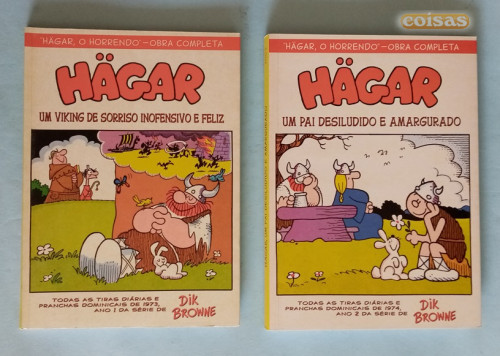 coisas
"HÄGAR, O HORRENDO" - OBRA COMPLETA
HÄGAR
UM VIKING DE SORRISO INOFENSIVO E FELIZ
TODAS AS TIRAS DIÁRIAS E
PRANCHAS DOMINICAIS DE 1973,
ANO 1 DA SÉRIE DE
DIK
BROWNE
"HÄGAR, O HORRENDO" - OBRA COMPLETA
HÄGAR
UM PAI DESILUDIDO E AMARGURADO
TODAS AS TIRAS DIÁRIAS E
PRANCHAS DOMINICAIS DE 1974,
ANO 2 DA SÉRIE DE
DIK
BROWNE